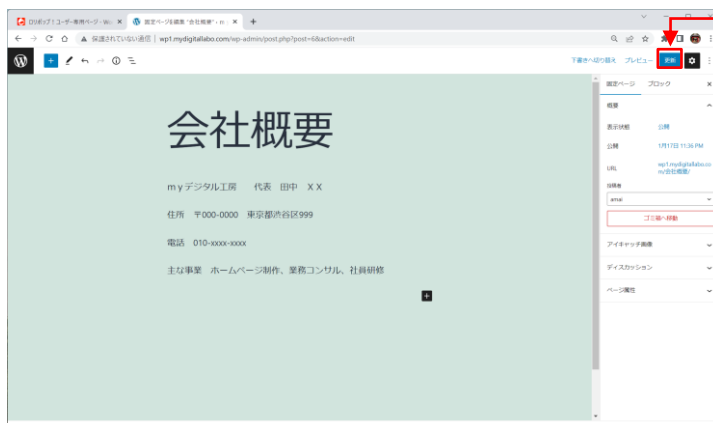 ロリポップ！ユーザー専用ページ - Wo
固定ページを編集 "会社概要" ‹ m
保護されていない通信 | wp1.mydigitallabo.com/wp-admin/post.php?post=6&action=edit
下書きへ切り替え プレビュー 更新
固定ページ ブロック
概要
表示状態 公開
公開 1月17日 11:36 PM
URL wp1.mydigitallabo.co
m/会社概要/
投稿者
amai
ゴミ箱へ移動
アイキャッチ画像
ディスカッション
ページ属性
会社概要
myデジタル工房 代表 田中 XX
住所 〒000-0000 東京都渋谷区999
電話 010-xxxx-xxxx
主な事業 ホームページ制作、業務コンサル、社員研修